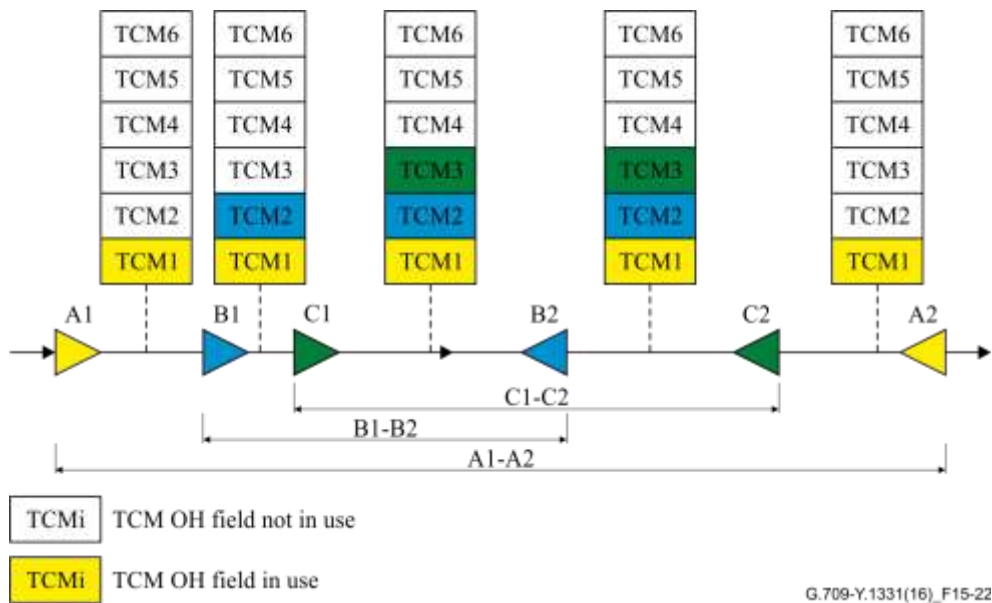 TCM6 TCM6 TCM6 TCM6 TCM6
TCM5 TCM5 TCM5 TCM5 TCM5
TCM4 TCM4 TCM4 TCM4 TCM4
TCM3 TCM3 TCM3 TCM3 TCM3
TCM2 TCM2 TCM2 TCM2 TCM2
TCM1 TCM1 TCM1 TCM1 TCM1
A1 B1 C1 B2 C2 A2
C1-C2
B1-B2
A1-A2
TCMi TCM OH field not in use
TCMi TCM OH field in use
G.709-Y.1331(16)_F15-22